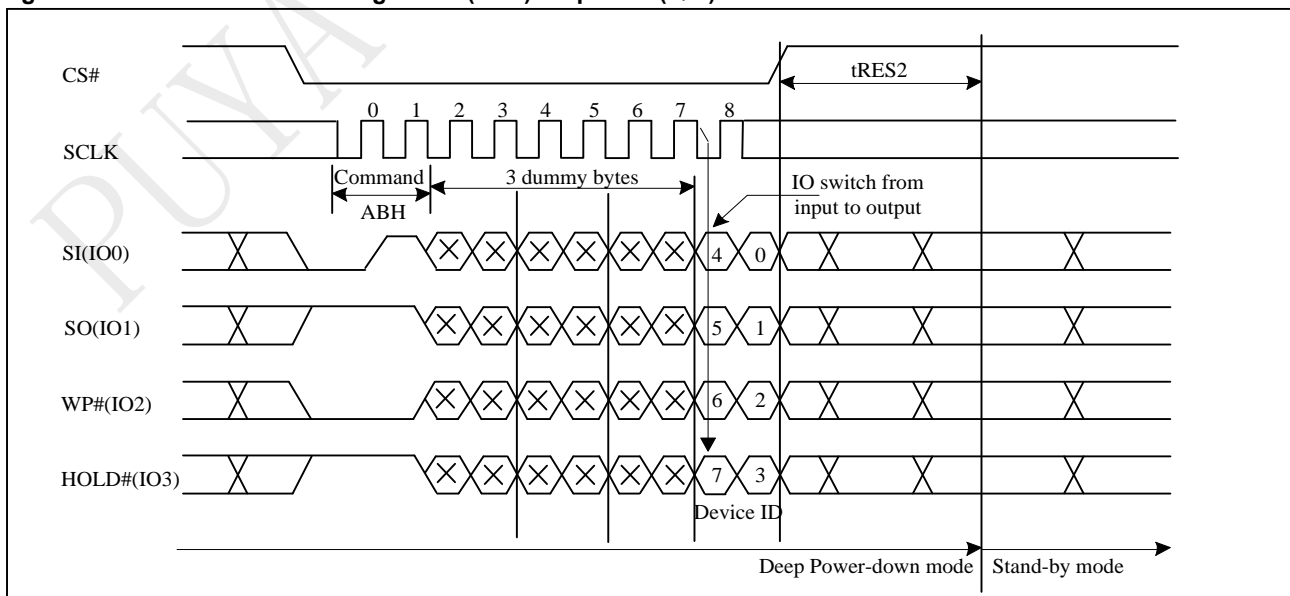 PUYA
CS#
tRES2
0 1 2 3 4 5 6 7 8
SCLK
Command
3 dummy bytes
IO switch from
input to output
ABH
SI(IO0)
4 0
SO(IO1)
5 1
WP#(IO2)
6 2
HOLD#(IO3)
7 3
Device ID
Deep Power-down mode
Stand-by mode